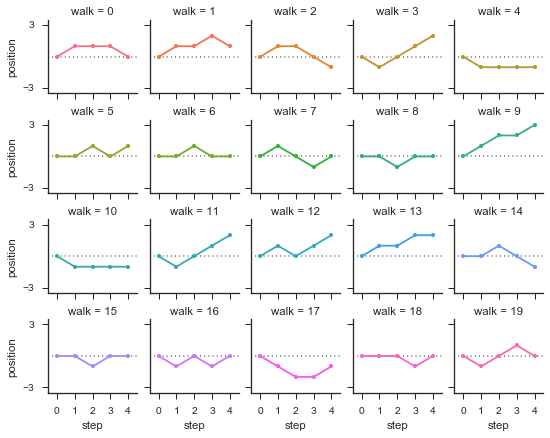 walk = 0 walk = 1 walk = 2 walk = 3 walk = 4
3
position
−3
walk = 5 walk = 6 walk = 7 walk = 8 walk = 9
3
position
−3
walk = 10 walk = 11 walk = 12 walk = 13 walk = 14
3
position
−3
walk = 15 walk = 16 walk = 17 walk = 18 walk = 19
3
position
−3
0 1 2 3 4 0 1 2 3 4 0 1 2 3 4 0 1 2 3 4 0 1 2 3 4
step step step step step